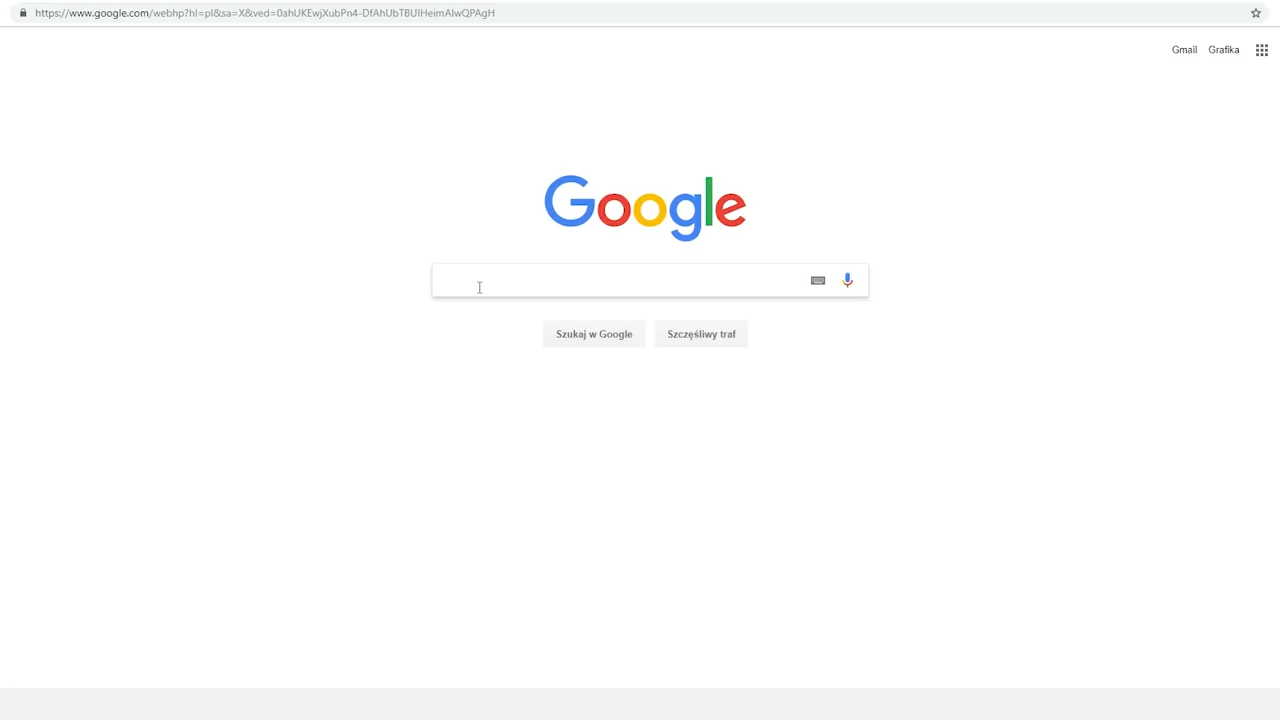 https://www.google.com/webhp?hl=pl&sa=X&ved=0ahUKEwjXubPn4-DfAhUbTBUIHeimAlwQPAgH
Gmail Grafika
Google
Szukaj w Google Szczęśliwy traf